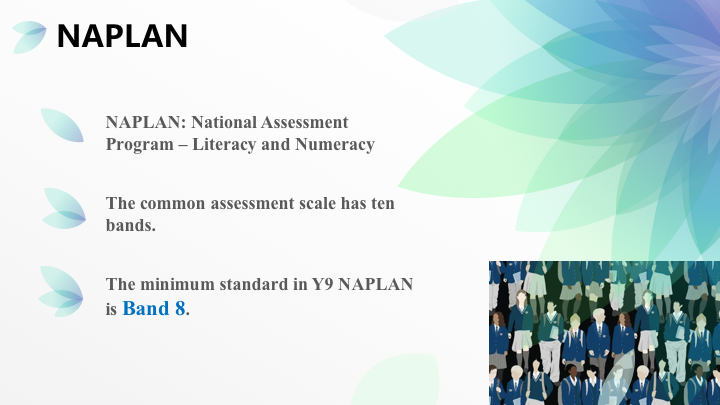 NAPLAN
NAPLAN: National Assessment
Program – Literacy and Numeracy
The common assessment scale has ten
bands.
The minimum standard in Y9 NAPLAN
is Band 8.